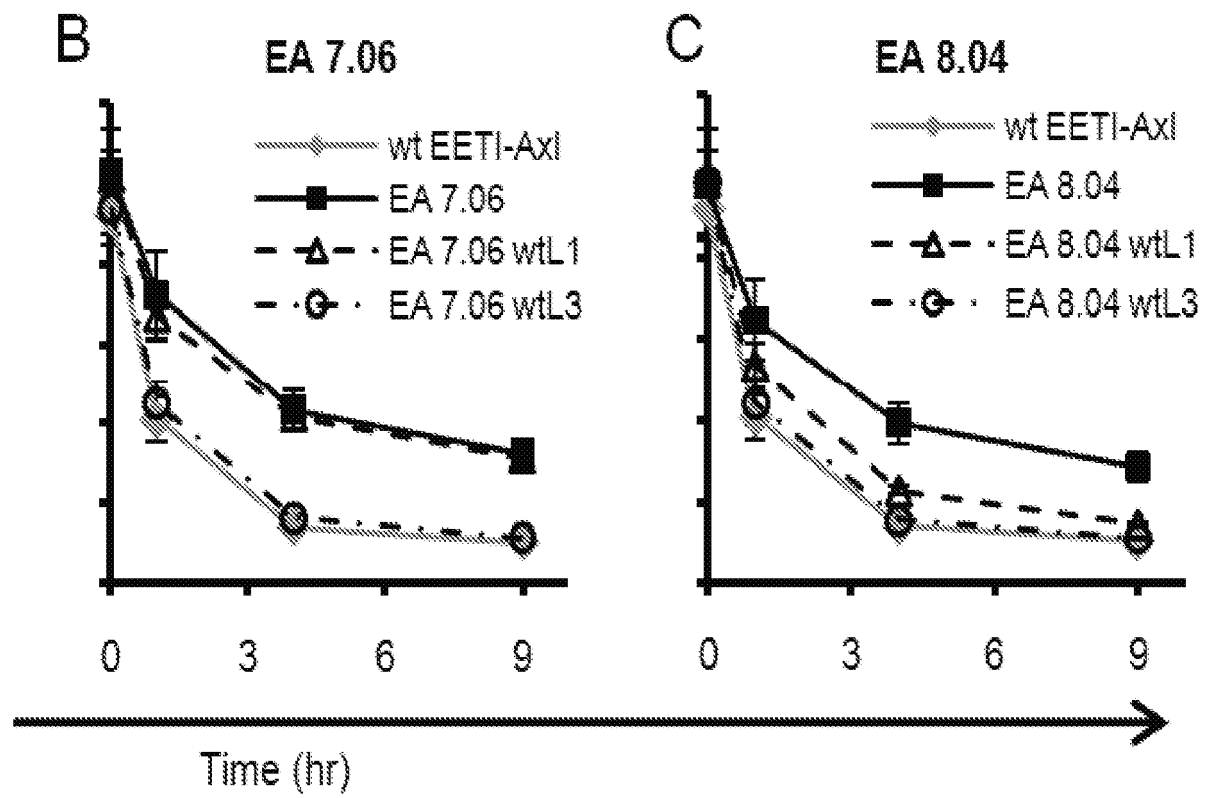 B
EA 7.06
wt EETI-Axl
EA 7.06
EA 7.06 wtL1
EA 7.06 wtL3
0 3 6 9
C
EA 8.04
wt EETI-Axl
EA 8.04
EA 8.04 wtL1
EA 8.04 wtL3
0 3 6 9
Time (hr)